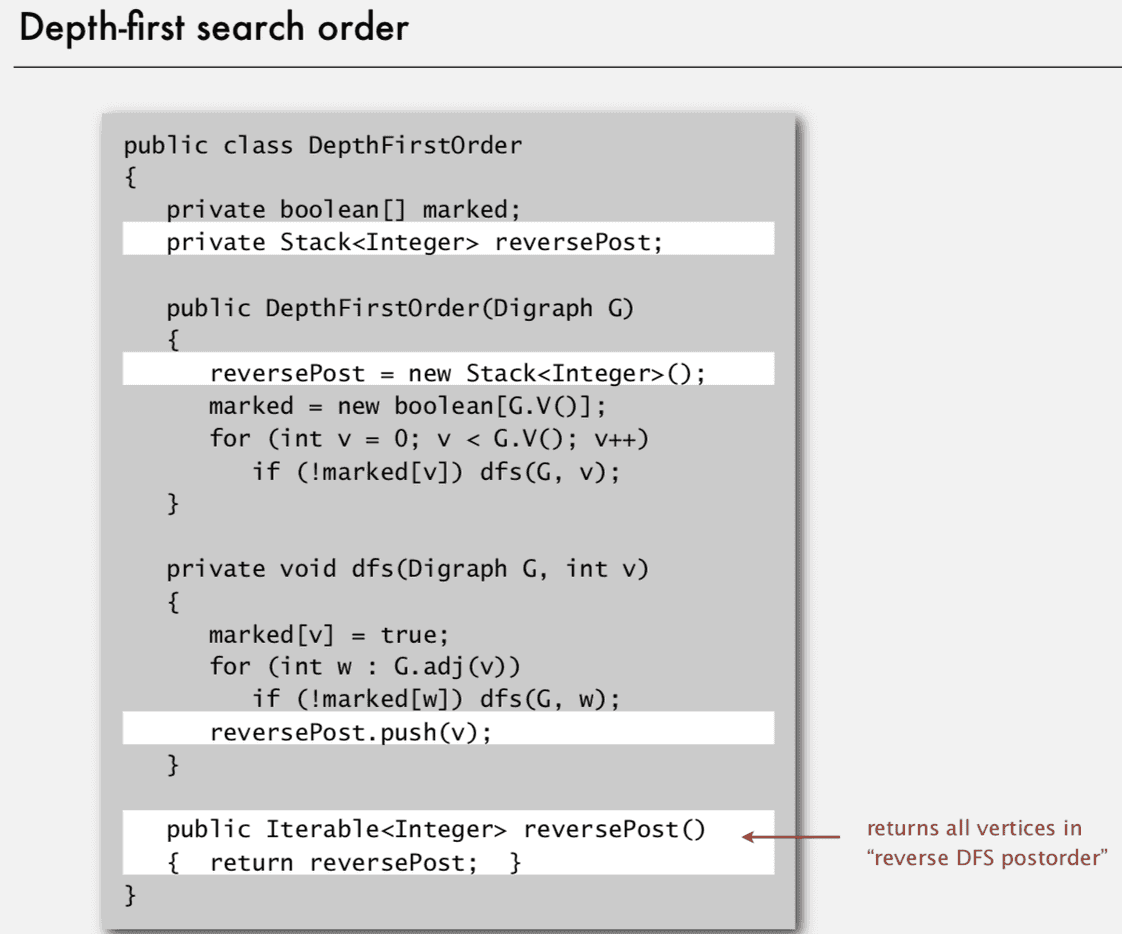 Depth-first search order
public class DepthFirstOrder
{
   private boolean[] marked;
   private Stack<Integer> reversePost;
   public DepthFirstOrder(Digraph G)
   {
      reversePost = new Stack<Integer>();
      marked = new boolean[G.V()];
      for (int v = 0; v < G.V(); v++)
         if (!marked[v]) dfs(G, v);
   }
   private void dfs(Digraph G, int v)
   {
      marked[v] = true;
      for (int w : G.adj(v))
         if (!marked[w]) dfs(G, w);
      reversePost.push(v);
   }
   public Iterable<Integer> reversePost()
   {  return reversePost;  }
}
returns all vertices in
“reverse DFS postorder”